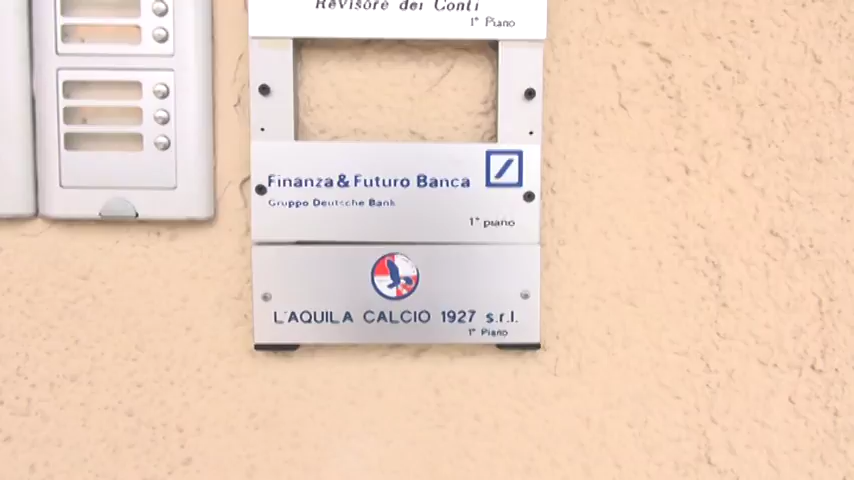 Revisore dei Conti
1° Piano
Finanza & Futuro Banca
Gruppo Deutsche Bank
1° piano
L'AQUILA CALCIO 1927 s.r.l.
1° Piano